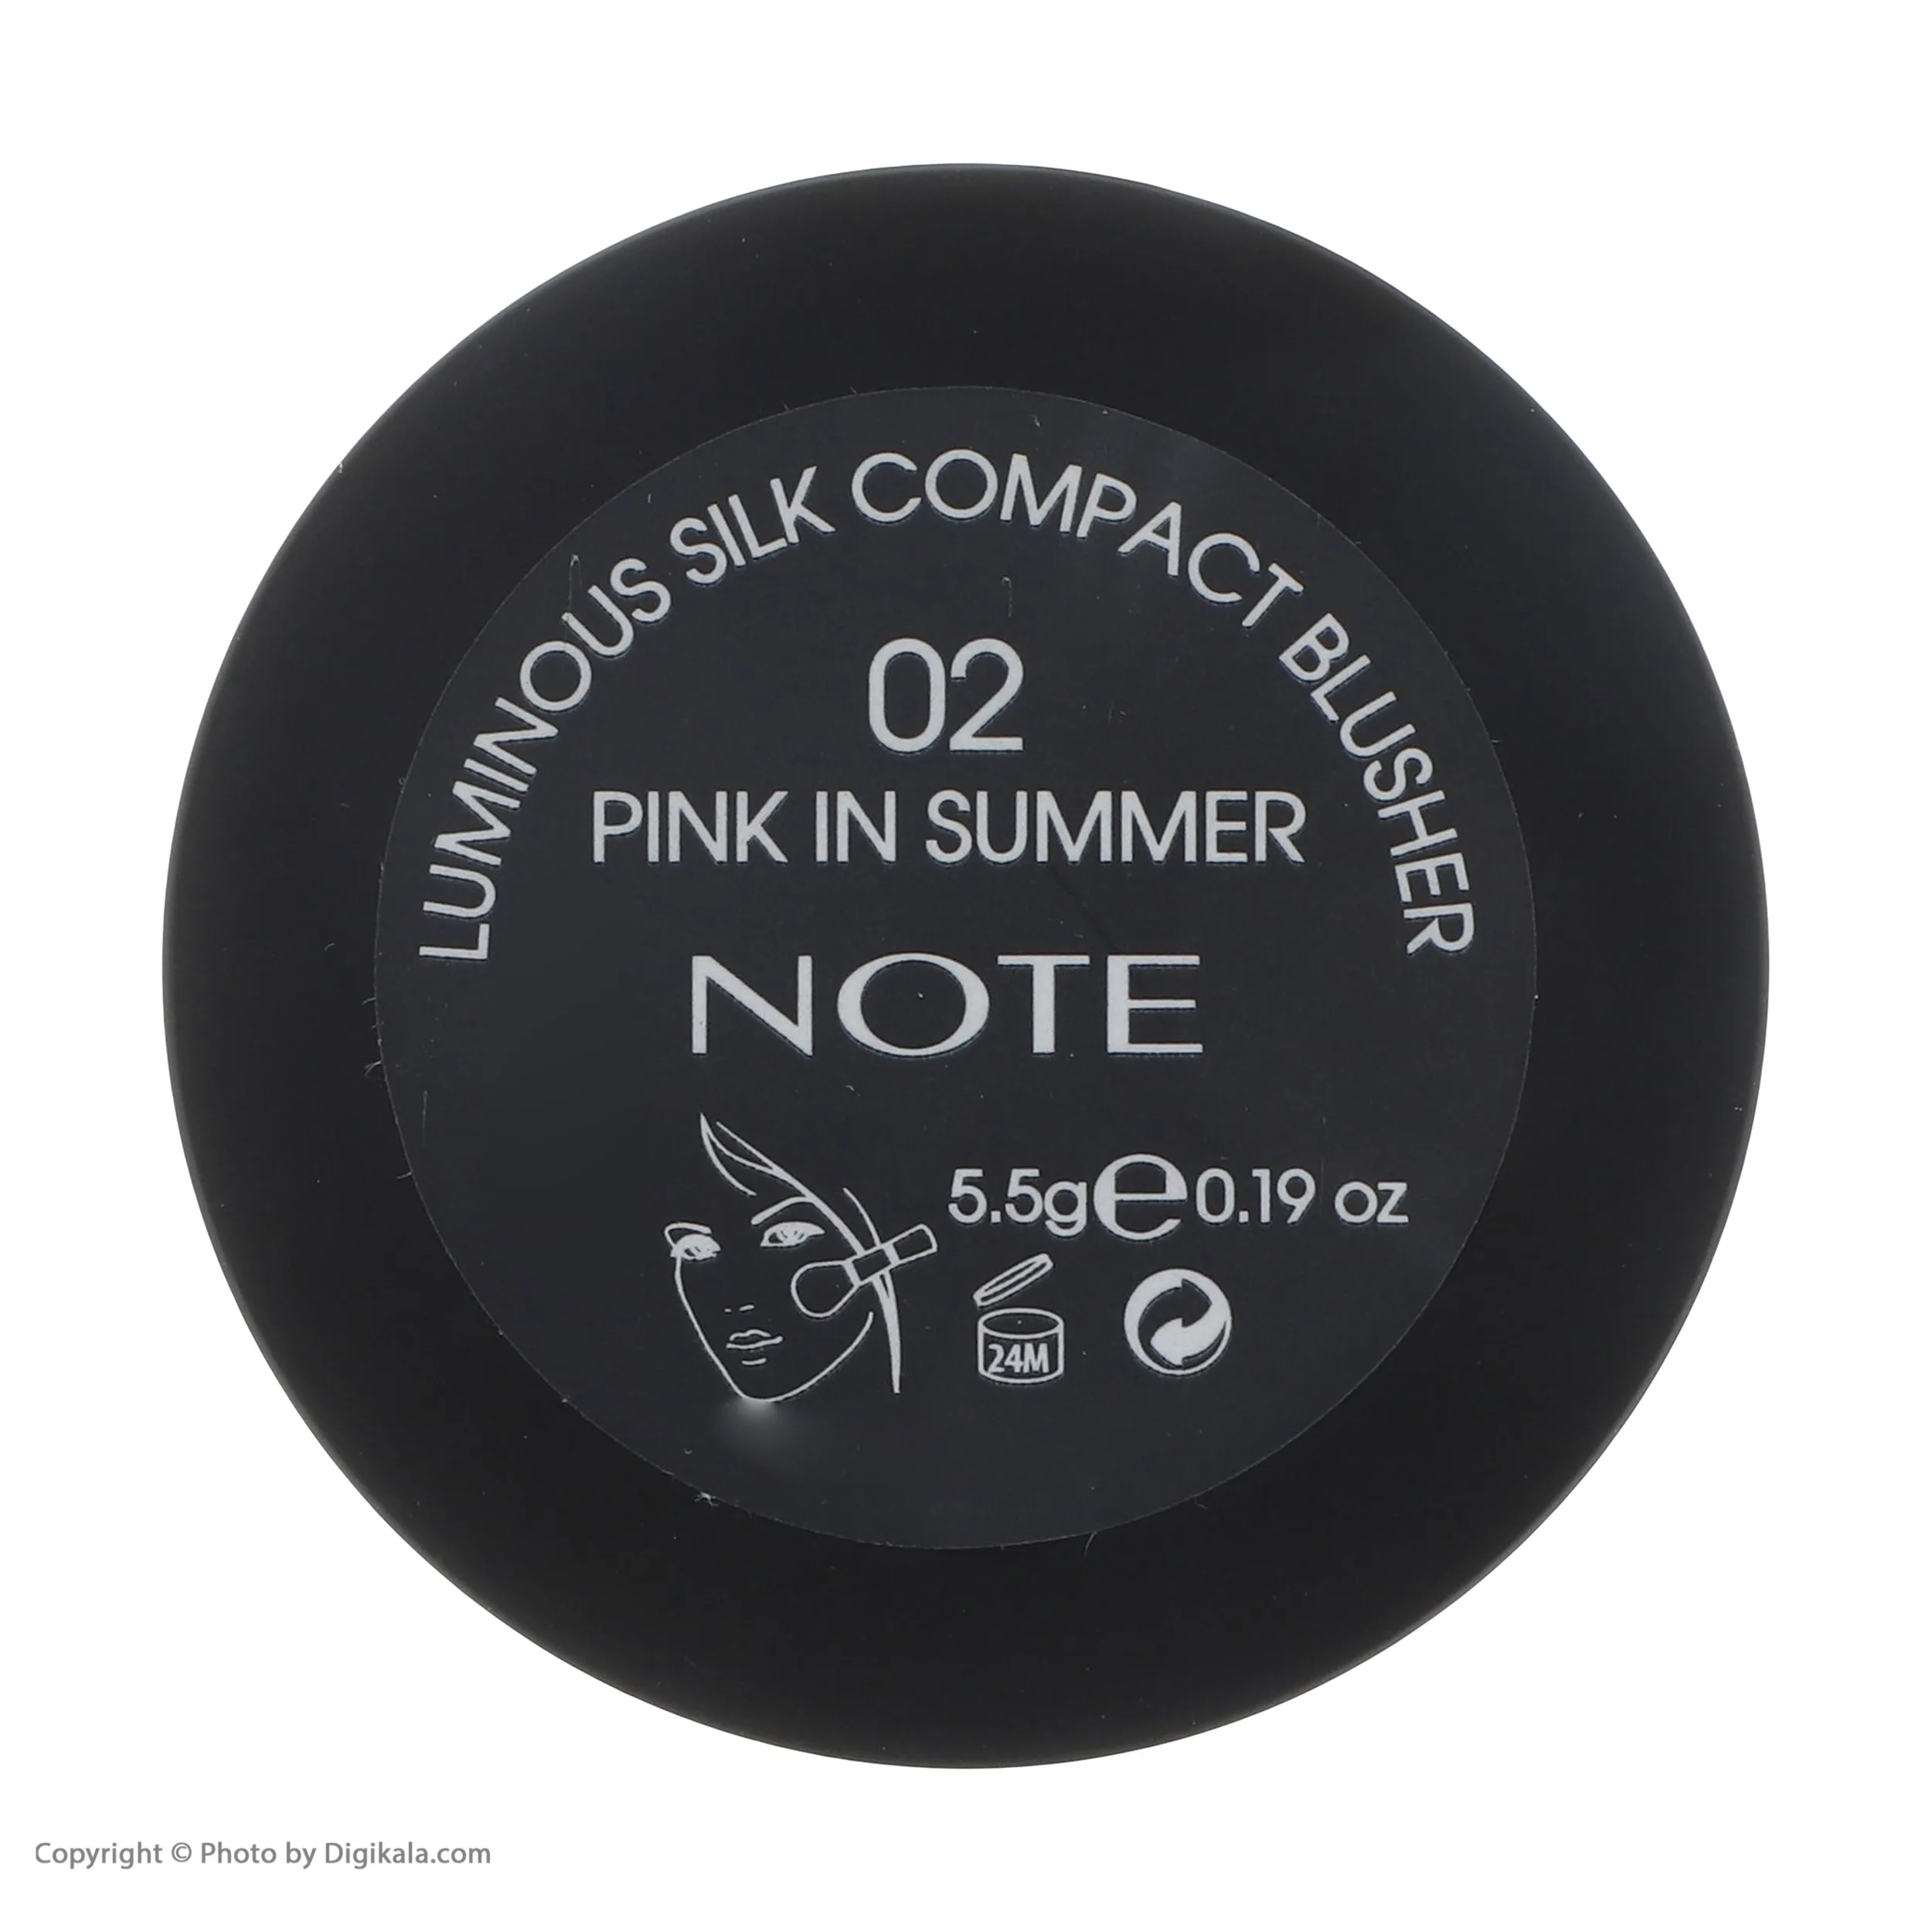 LUMINOUS SILK COMPACT BLUSHER
02
PINK IN SUMMER
NOTE
5.5g e 0.19 oz
24M
Copyright © Photo by Digikala.com